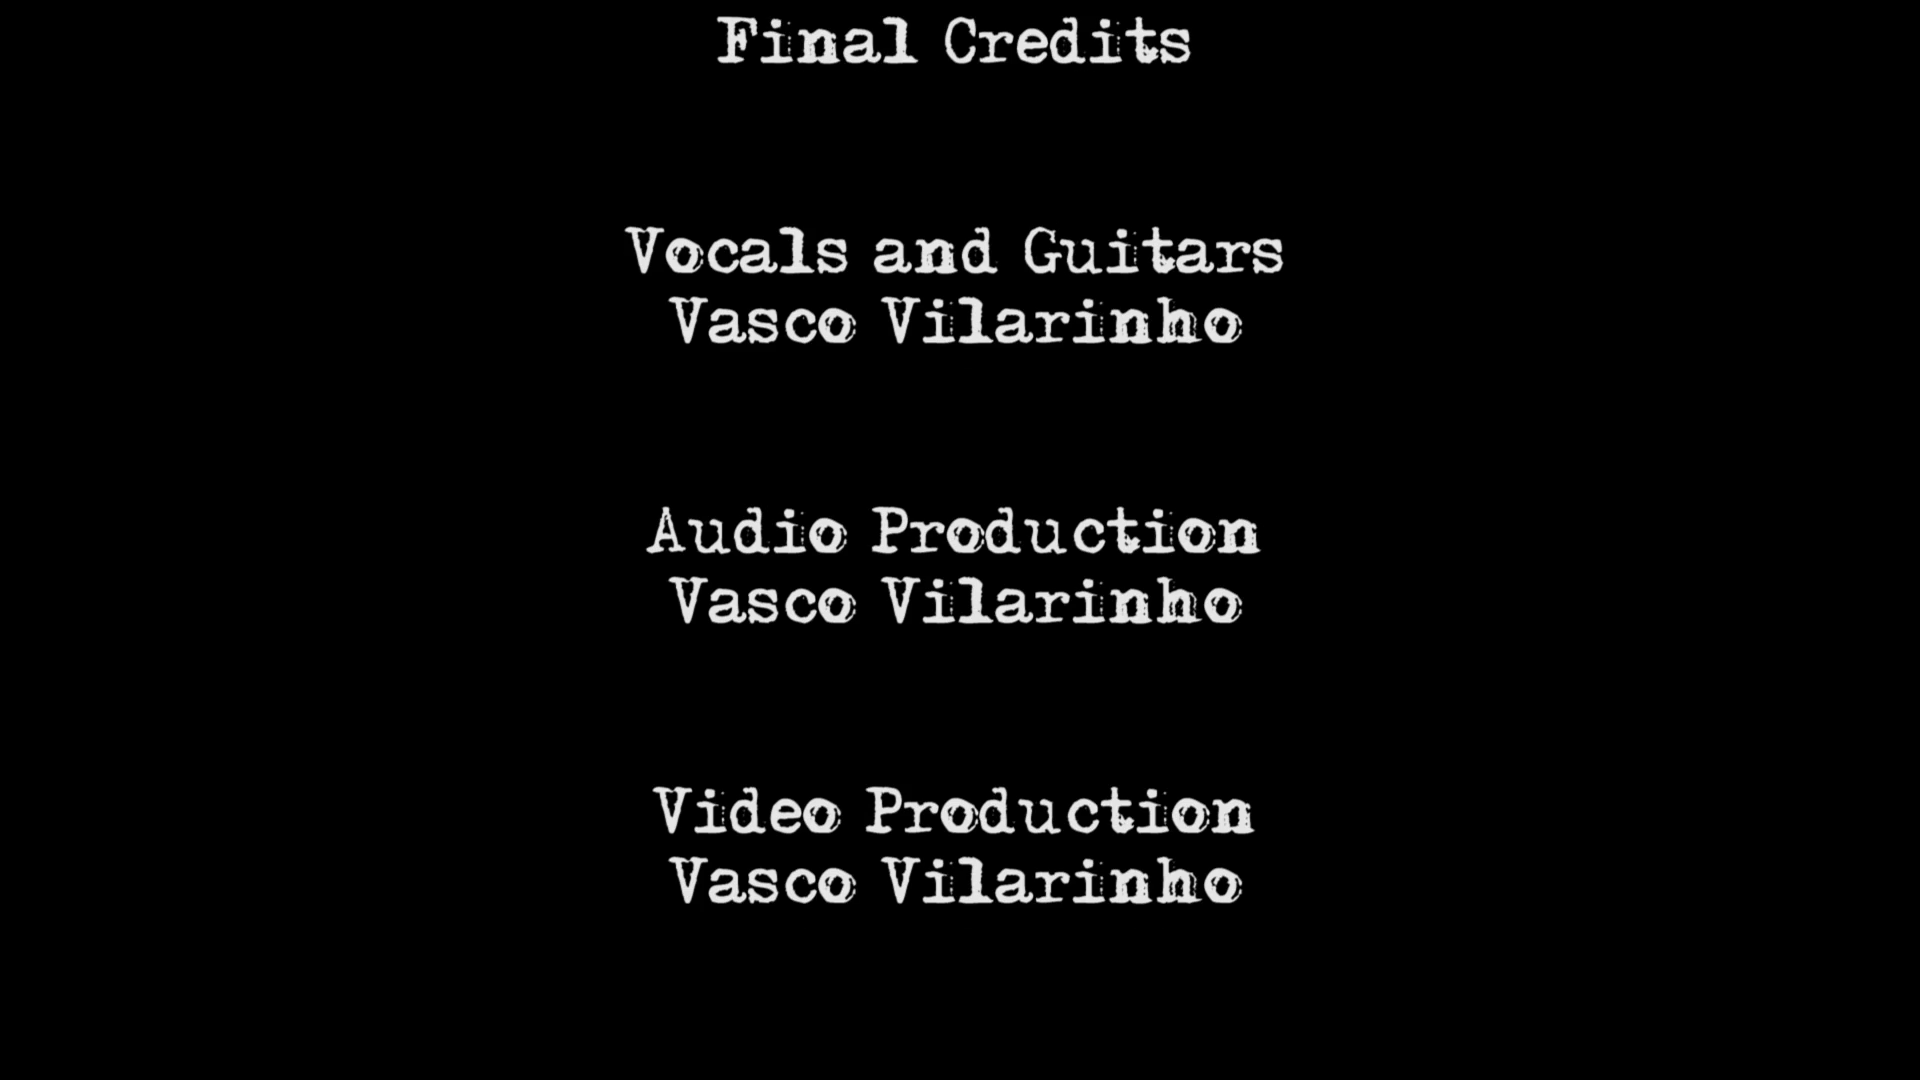 Final Credits
Vocals and Guitars
Vasco Vilarinho
Audio Production
Vasco Vilarinho
Video Production
Vasco Vilarinho